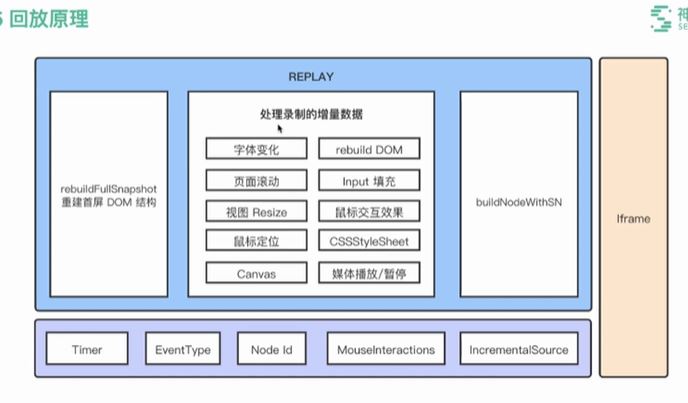 回放原理
神
SE
REPLAY
rebuildFullSnapshot
重建首屏 DOM 结构
处理录制的增量数据
字体变化
rebuild DOM
页面滚动
Input 填充
视图 Resize
鼠标交互效果
鼠标定位
CSSStyleSheet
Canvas
媒体播放/暂停
buildNodeWithSN
Iframe
Timer
EventType
Node Id
MouseInteractions
IncrementalSource